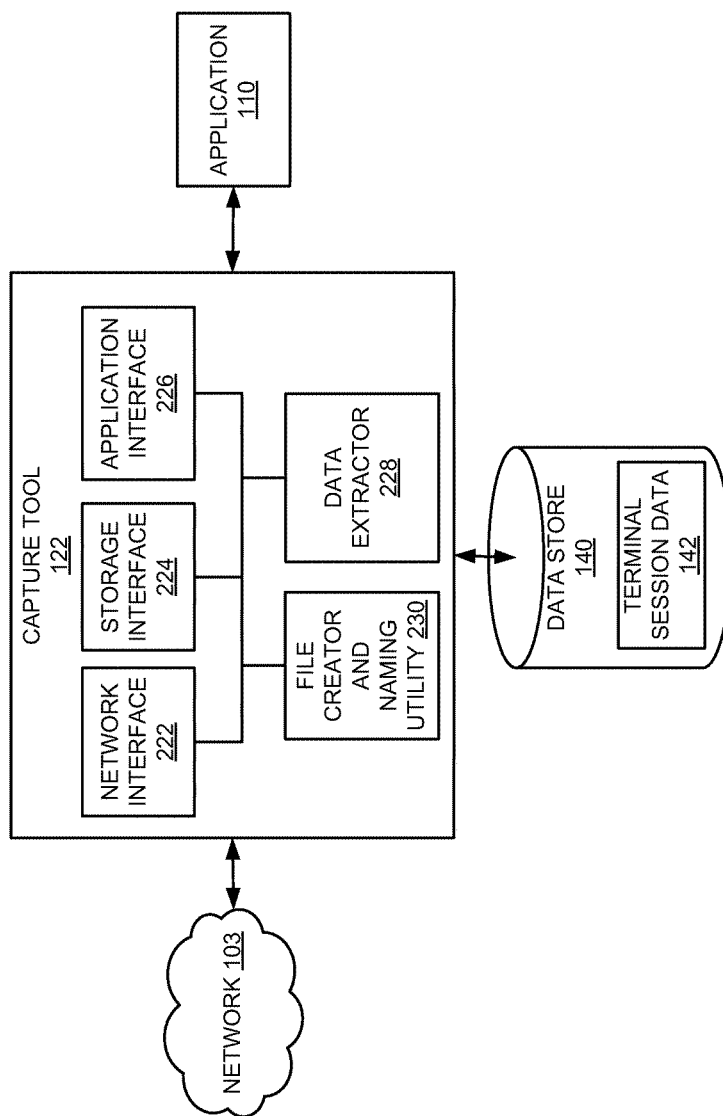 CAPTURE TOOL
122
NETWORK
INTERFACE
222
STORAGE
INTERFACE
224
APPLICATION
INTERFACE
226
FILE
CREATOR
AND
NAMING
UTILITY 230
DATA
EXTRACTOR
228
NETWORK 103
APPLICATION
110
DATA STORE
140
TERMINAL
SESSION DATA
142